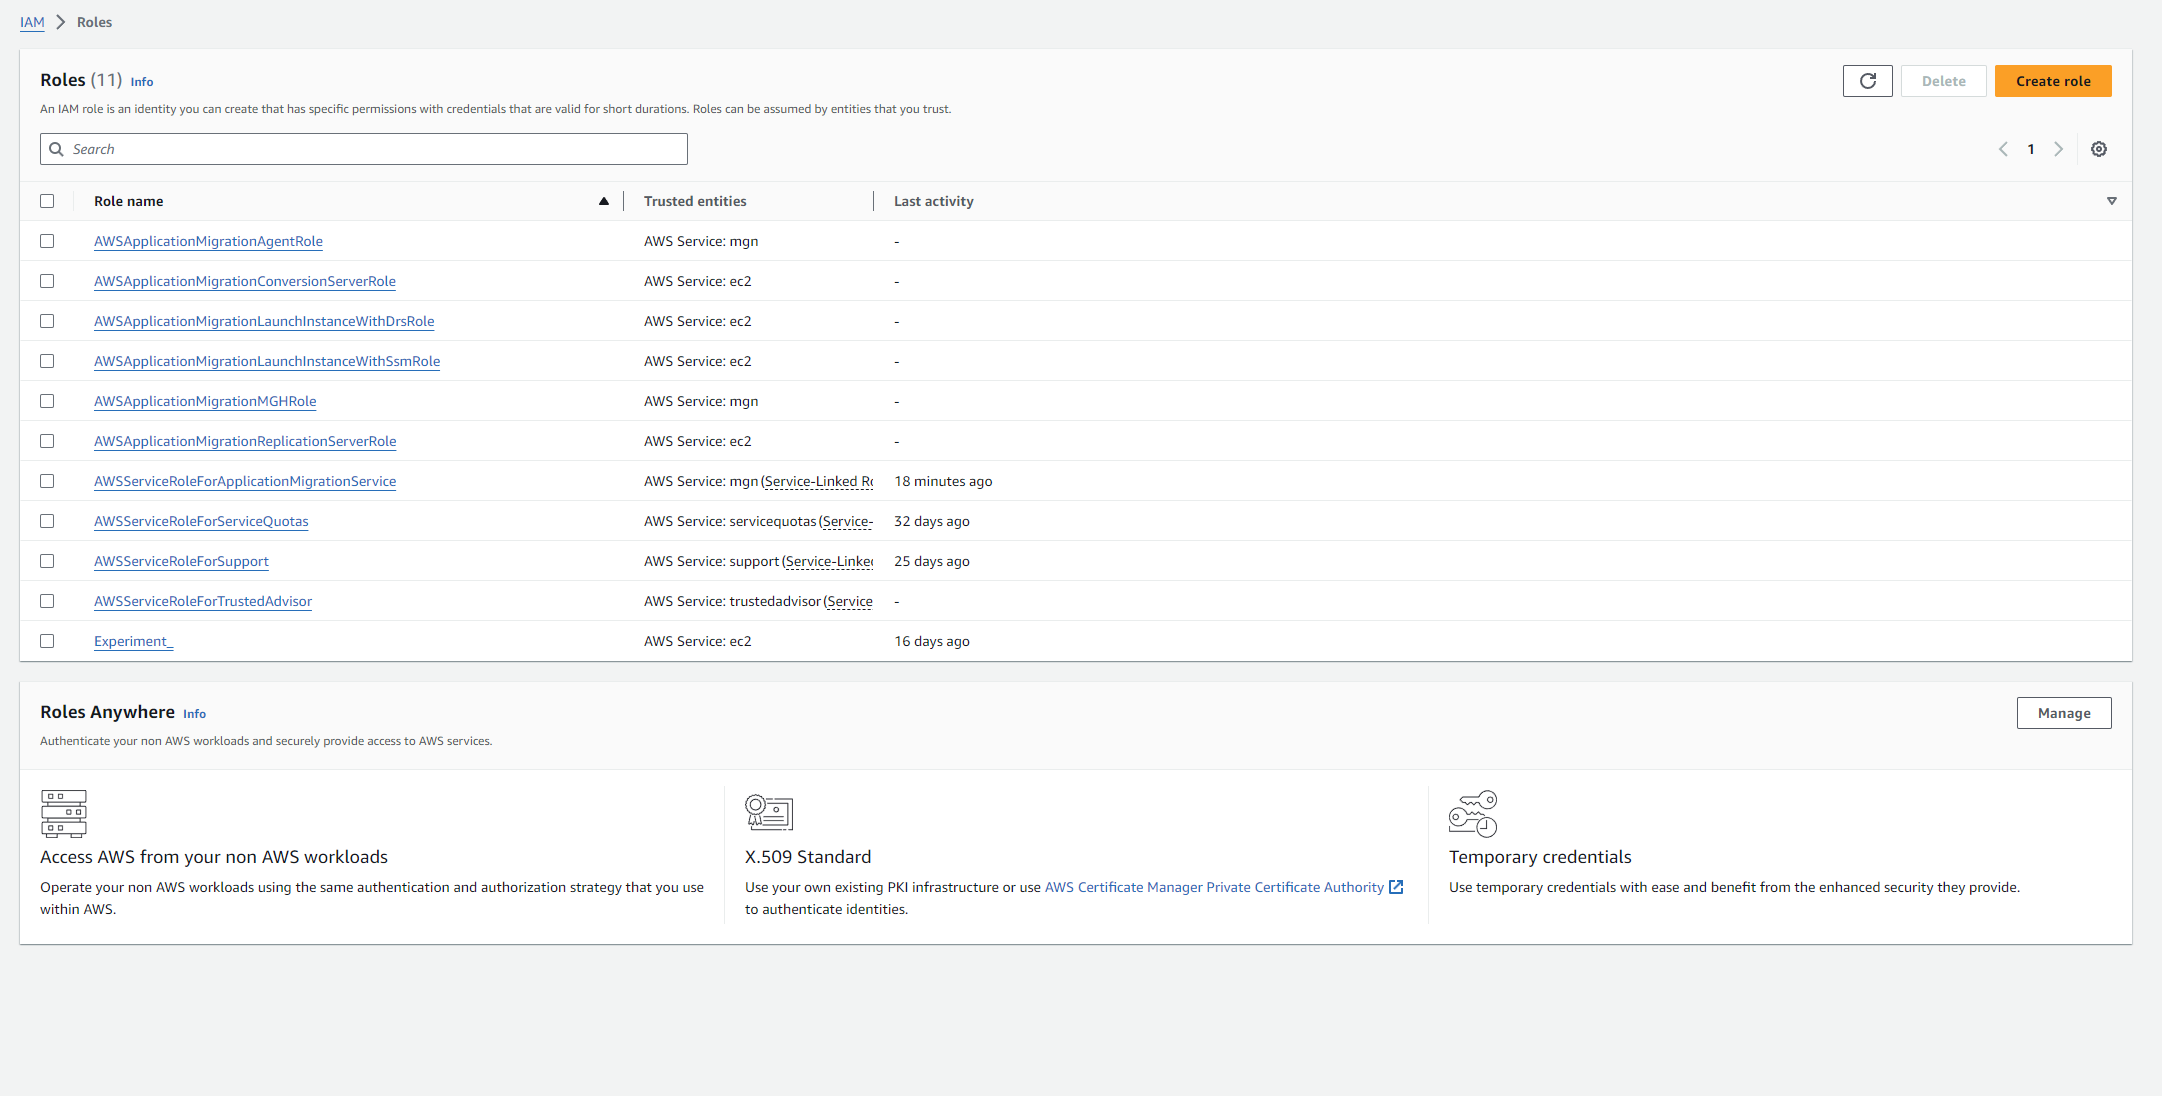 IAM > Roles
Roles (11) Info
Delete
Create role
An IAM role is an identity you can create that has specific permissions with credentials that are valid for short durations. Roles can be assumed by entities that you trust.
Search
1
Role name Trusted entities Last activity
AWSApplicationMigrationAgentRole AWS Service: mgn -
AWSApplicationMigrationConversionServerRole AWS Service: ec2 -
AWSApplicationMigrationLaunchInstanceWithDrsRole AWS Service: ec2 -
AWSApplicationMigrationLaunchInstanceWithSsmRole AWS Service: ec2 -
AWSApplicationMigrationMGHRole AWS Service: mgn -
AWSApplicationMigrationReplicationServerRole AWS Service: ec2 -
AWSServiceRoleForApplicationMigrationService AWS Service: mgn (Service-Linked Ro 18 minutes ago
AWSServiceRoleForServiceQuotas AWS Service: servicequotas (Service- 32 days ago
AWSServiceRoleForSupport AWS Service: support (Service-Linked 25 days ago
AWSServiceRoleForTrustedAdvisor AWS Service: trustedadvisor (Service -
Experiment_ AWS Service: ec2 16 days ago
Roles Anywhere Info
Manage
Authenticate your non AWS workloads and securely provide access to AWS services.
Access AWS from your non AWS workloads
Operate your non AWS workloads using the same authentication and authorization strategy that you use
within AWS.
X.509 Standard
Use your own existing PKI infrastructure or use AWS Certificate Manager Private Certificate Authority
to authenticate identities.
Temporary credentials
Use temporary credentials with ease and benefit from the enhanced security they provide.